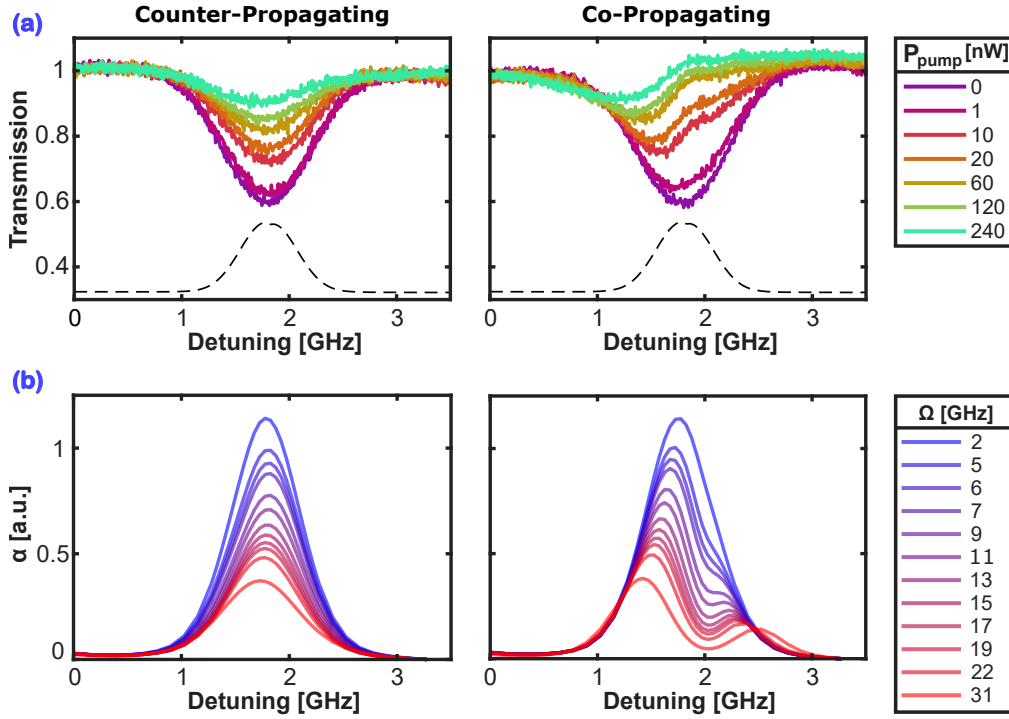 Counter-Propagating
Co-Propagating
(a)
Transmission
1
0.8
0.6
0.4
0 1 2 3
Detuning [GHz]
0 1 2 3
Detuning [GHz]
P_pump [nW]
0
1
10
20
60
120
240
(b)
α [a.u.]
1
0.5
0
0 1 2 3
Detuning [GHz]
0 1 2 3
Detuning [GHz]
Ω [GHz]
2
5
6
7
9
11
13
15
17
19
22
31